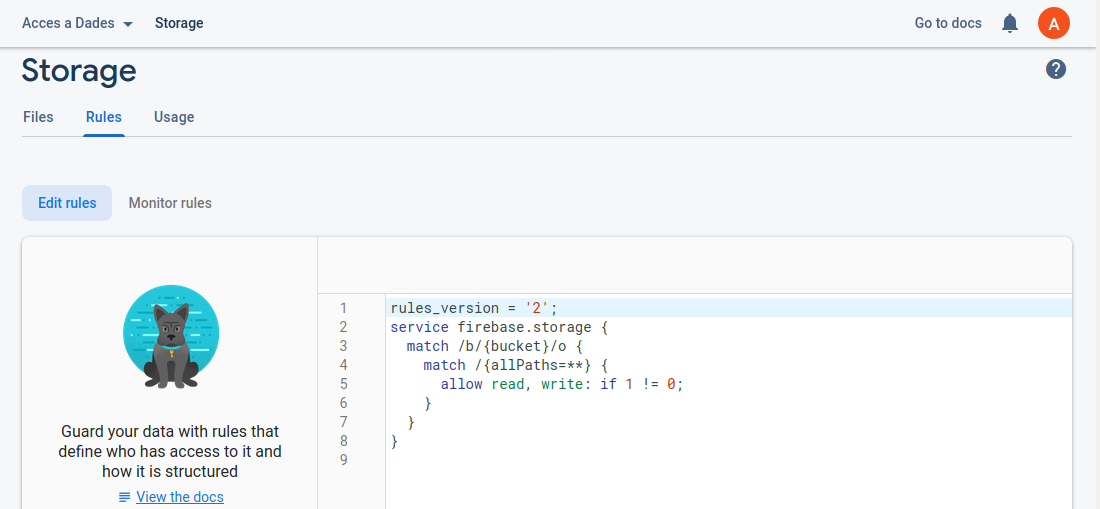 Acces a Dades Storage Go to docs A
Storage ?
Files Rules Usage
Edit rules Monitor rules
Guard your data with rules that
define who has access to it and
how it is structured
View the docs
1 rules_version = '2';
2 service firebase.storage {
3 match /b/{bucket}/o {
4 match /{allPaths=**} {
5 allow read, write: if 1 != 0;
6 }
7 }
8 }
9